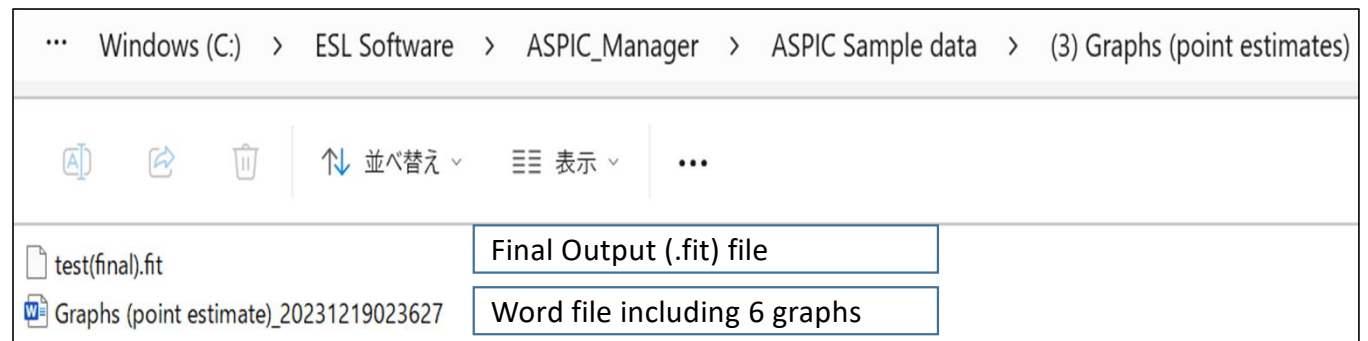 ··· Windows (C:) > ESL Software > ASPIC_Manager > ASPIC Sample data > (3) Graphs (point estimates)
A 並べ替え 表示 ···
test(final).fit Final Output (.fit) file
Graphs (point estimate)_20231219023627 Word file including 6 graphs